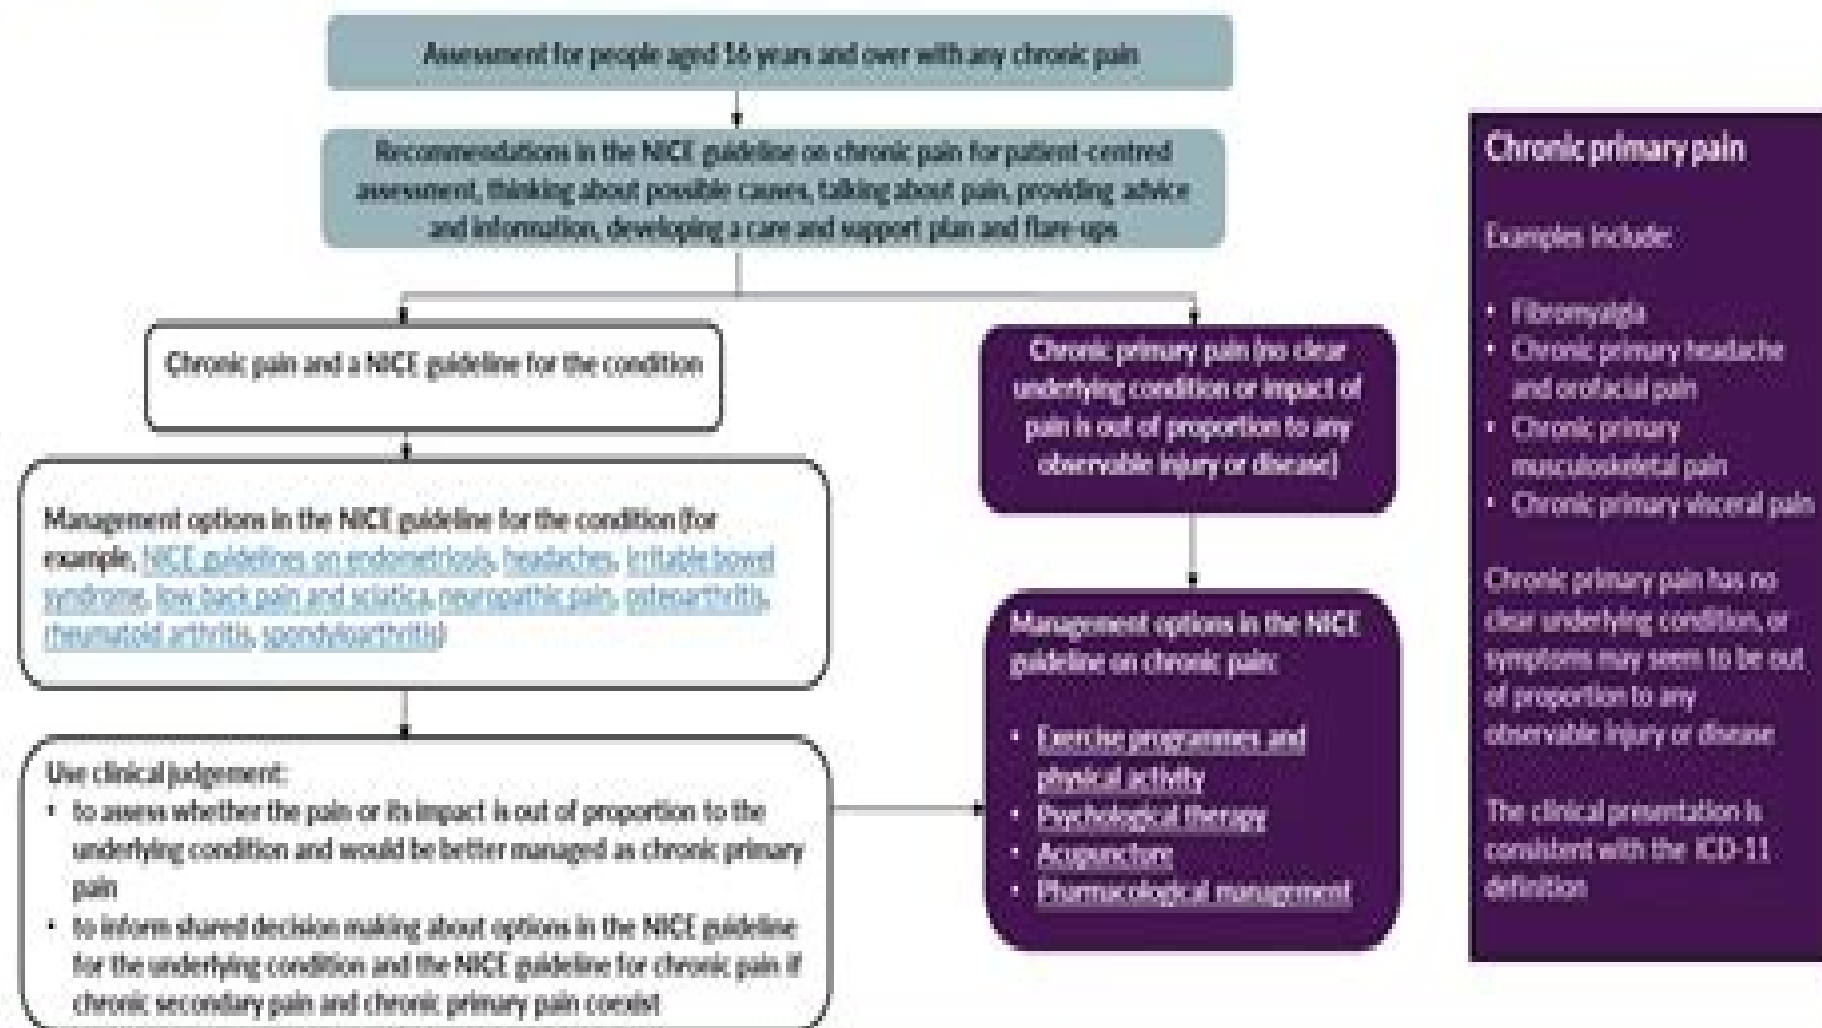 Assessment for people aged 16 years and over with any chronic pain
Recommendations in the NICE guideline on chronic pain for patient-centred
assessment, thinking about possible causes, talking about pain, providing advice
and information, developing a care and support plan and flare-ups
Chronic pain and a NICE guideline for the condition
Management options in the NICE guideline for the condition (for
example, NICE guidelines on endometriosis, headaches, irritable bowel
syndrome, low back pain and sciatica, neuropathic pain, osteoarthritis,
rheumatoid arthritis, spondyloarthritis)
Use clinical judgement:
• to assess whether the pain or its impact is out of proportion to the
underlying condition and would be better managed as chronic primary
pain
• to inform shared decision making about options in the NICE guideline
for the underlying condition and the NICE guideline for chronic pain if
chronic secondary pain and chronic primary pain coexist
Chronic primary pain (no clear
underlying condition or impact of
pain is out of proportion to any
observable injury or disease)
Management options in the NICE
guideline on chronic pain:
• Exercise programmes and
physical activity
• Psychological therapy
• Acupuncture
• Pharmacological management
Chronic primary pain
Examples include:
• Fibromyalgia
• Chronic primary headache
and orofacial pain
• Chronic primary
musculoskeletal pain
• Chronic primary visceral pain
Chronic primary pain has no
clear underlying condition, or
symptoms may seem to be out
of proportion to any
observable injury or disease
The clinical presentation is
consistent with the ICD-11
definition